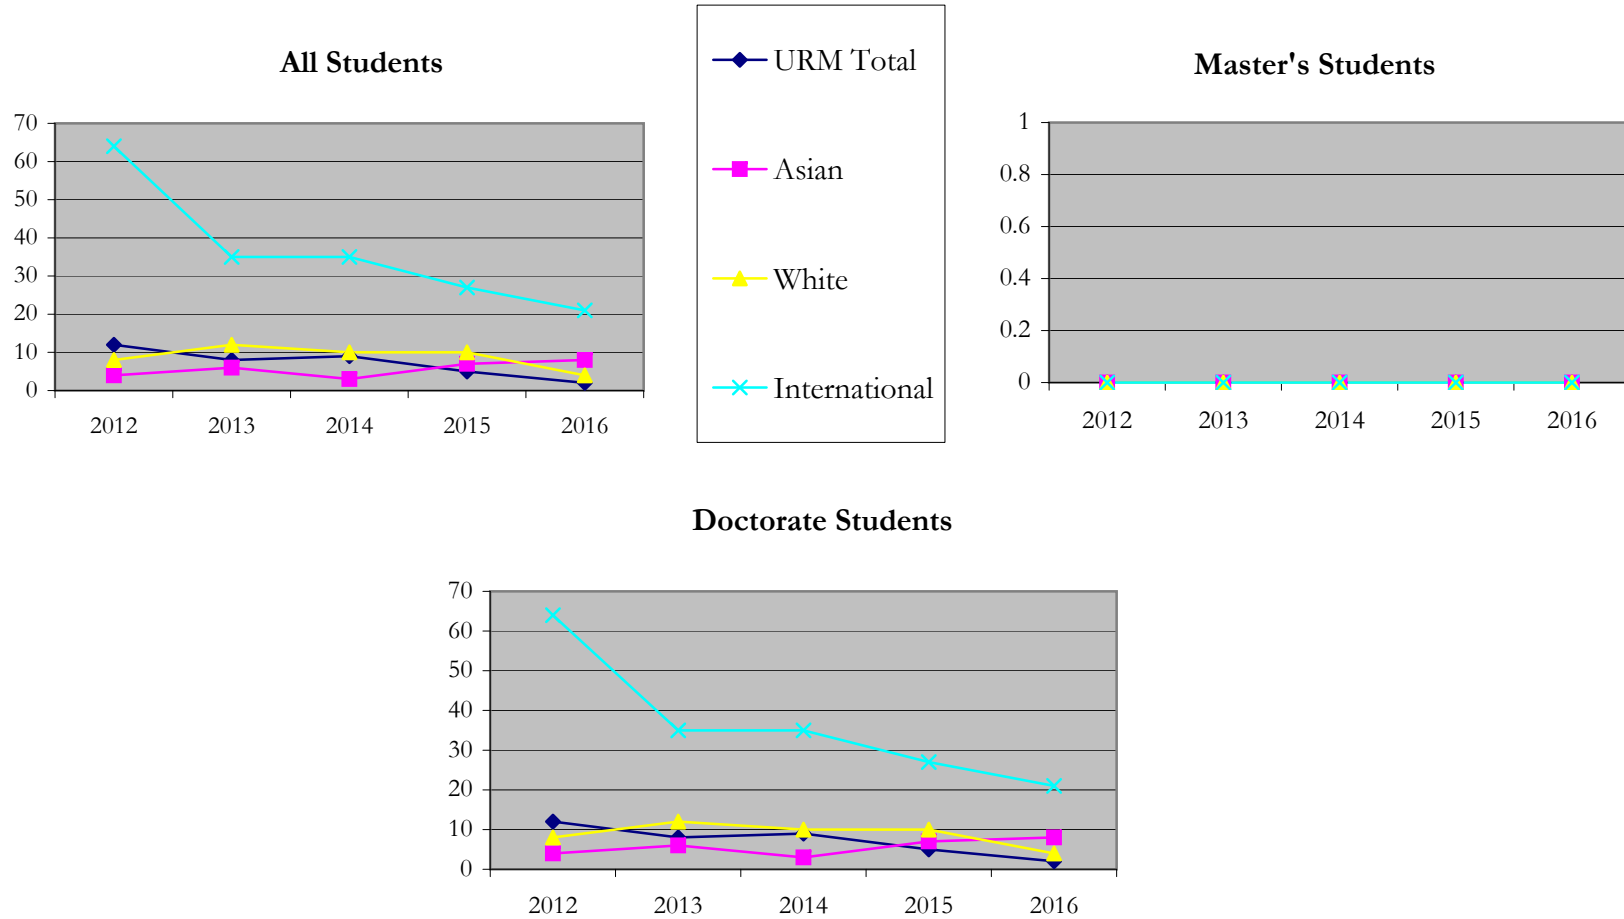 All Students
70
60
50
40
30
20
10
0
2012 2013 2014 2015 2016
URM Total
Asian
White
International
Master's Students
1
0.8
0.6
0.4
0.2
0
2012 2013 2014 2015 2016
Doctorate Students
70
60
50
40
30
20
10
0
2012 2013 2014 2015 2016